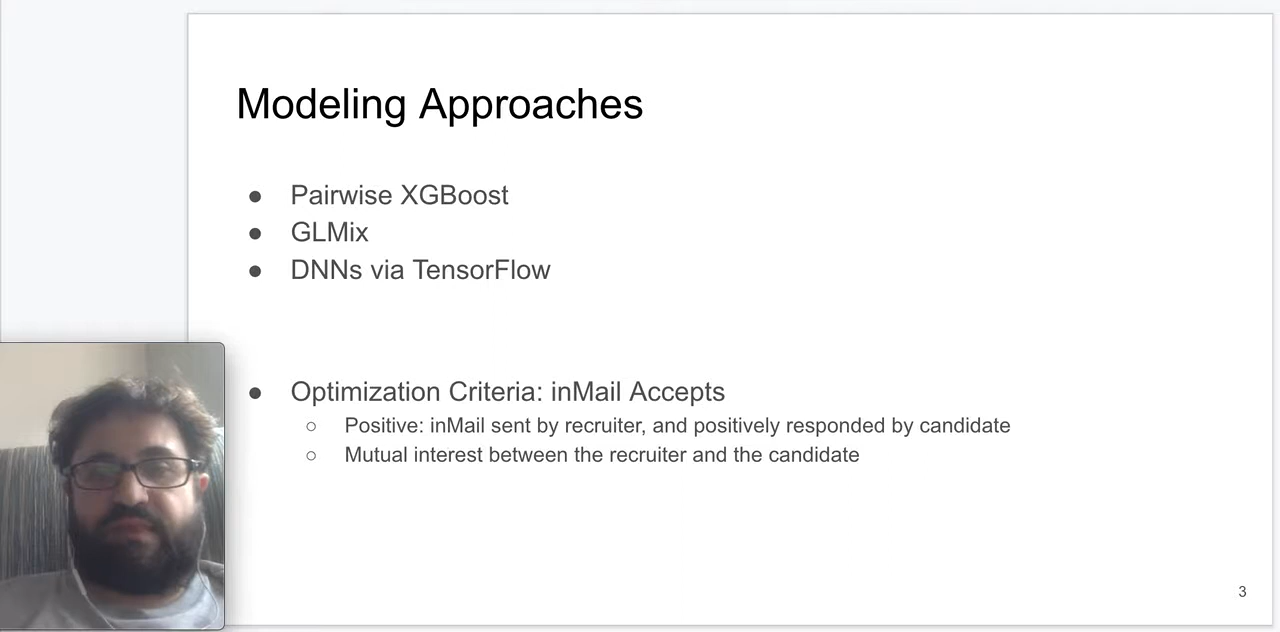 Modeling Approaches
● Pairwise XGBoost
● GLMix
● DNNs via TensorFlow
● Optimization Criteria: inMail Accepts
○ Positive: inMail sent by recruiter, and positively responded by candidate
○ Mutual interest between the recruiter and the candidate
3